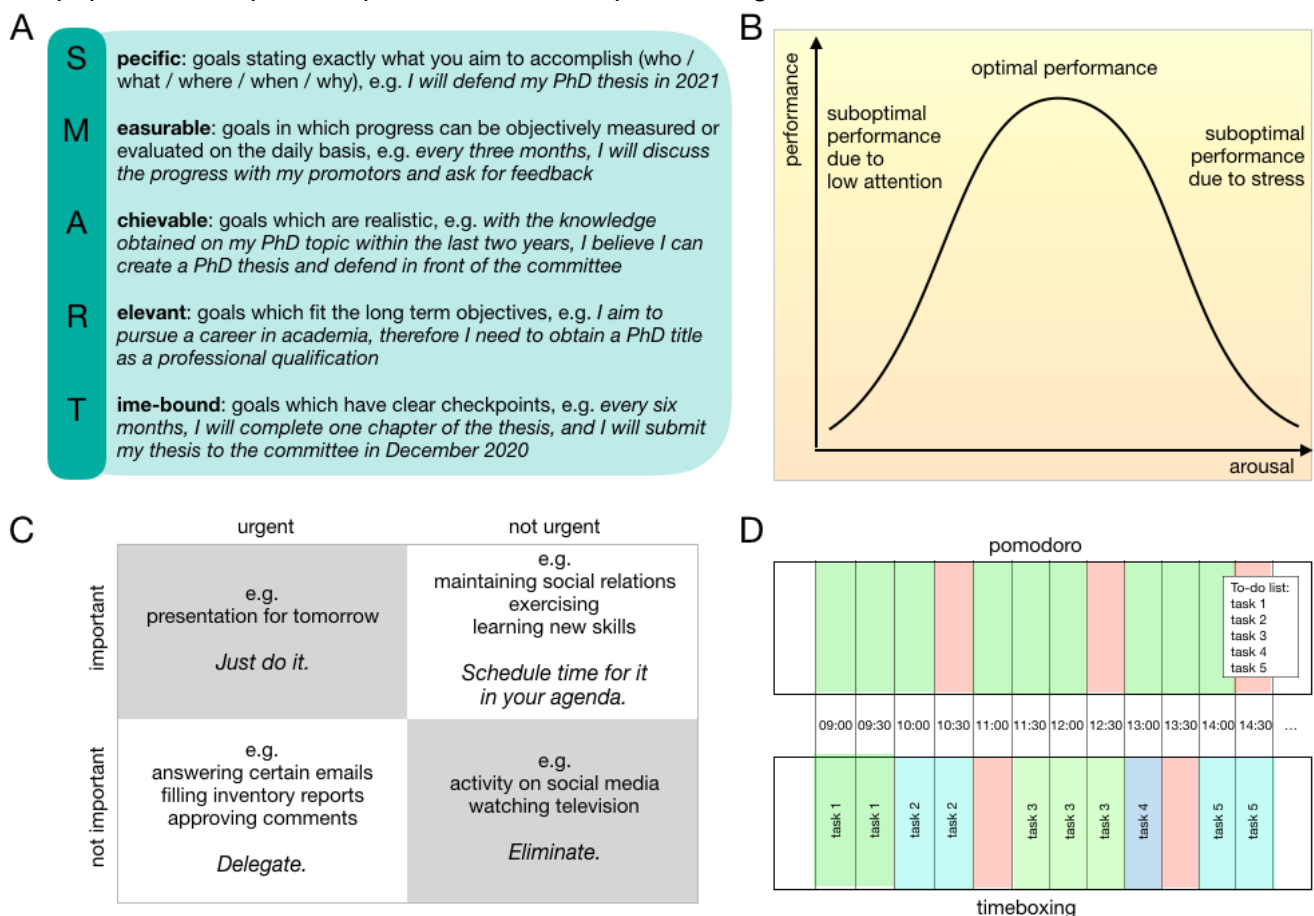 A
S
pecific: goals stating exactly what you aim to accomplish (who /
what / where / when / why), e.g. I will defend my PhD thesis in 2021
M
easurable: goals in which progress can be objectively measured or
evaluated on the daily basis, e.g. every three months, I will discuss
the progress with my promotors and ask for feedback
A
chievable: goals which are realistic, e.g. with the knowledge
obtained on my PhD topic within the last two years, I believe I can
create a PhD thesis and defend in front of the committee
R
elevant: goals which fit the long term objectives, e.g. I aim to
pursue a career in academia, therefore I need to obtain a PhD title
as a professional qualification
T
ime-bound: goals which have clear checkpoints, e.g. every six
months, I will complete one chapter of the thesis, and I will submit
my thesis to the committee in December 2020
B
performance
optimal performance
suboptimal
performance
due to
low attention
suboptimal
performance
due to stress
arousal
C
urgent
not urgent
important
e.g.
presentation for tomorrow
Just do it.
e.g.
maintaining social relations
exercising
learning new skills
Schedule time for it
in your agenda.
not important
e.g.
answering certain emails
filling inventory reports
approving comments
Delegate.
e.g.
activity on social media
watching television
Eliminate.
D
pomodoro
To-do list:
task 1
task 2
task 3
task 4
task 5
09:00 09:30 10:00 10:30 11:00 11:30 12:00 12:30 13:00 13:30 14:00 14:30 ...
task 1
task 1
task 2
task 2
task 3
task 3
task 3
task 4
task 5
task 5
timeboxing